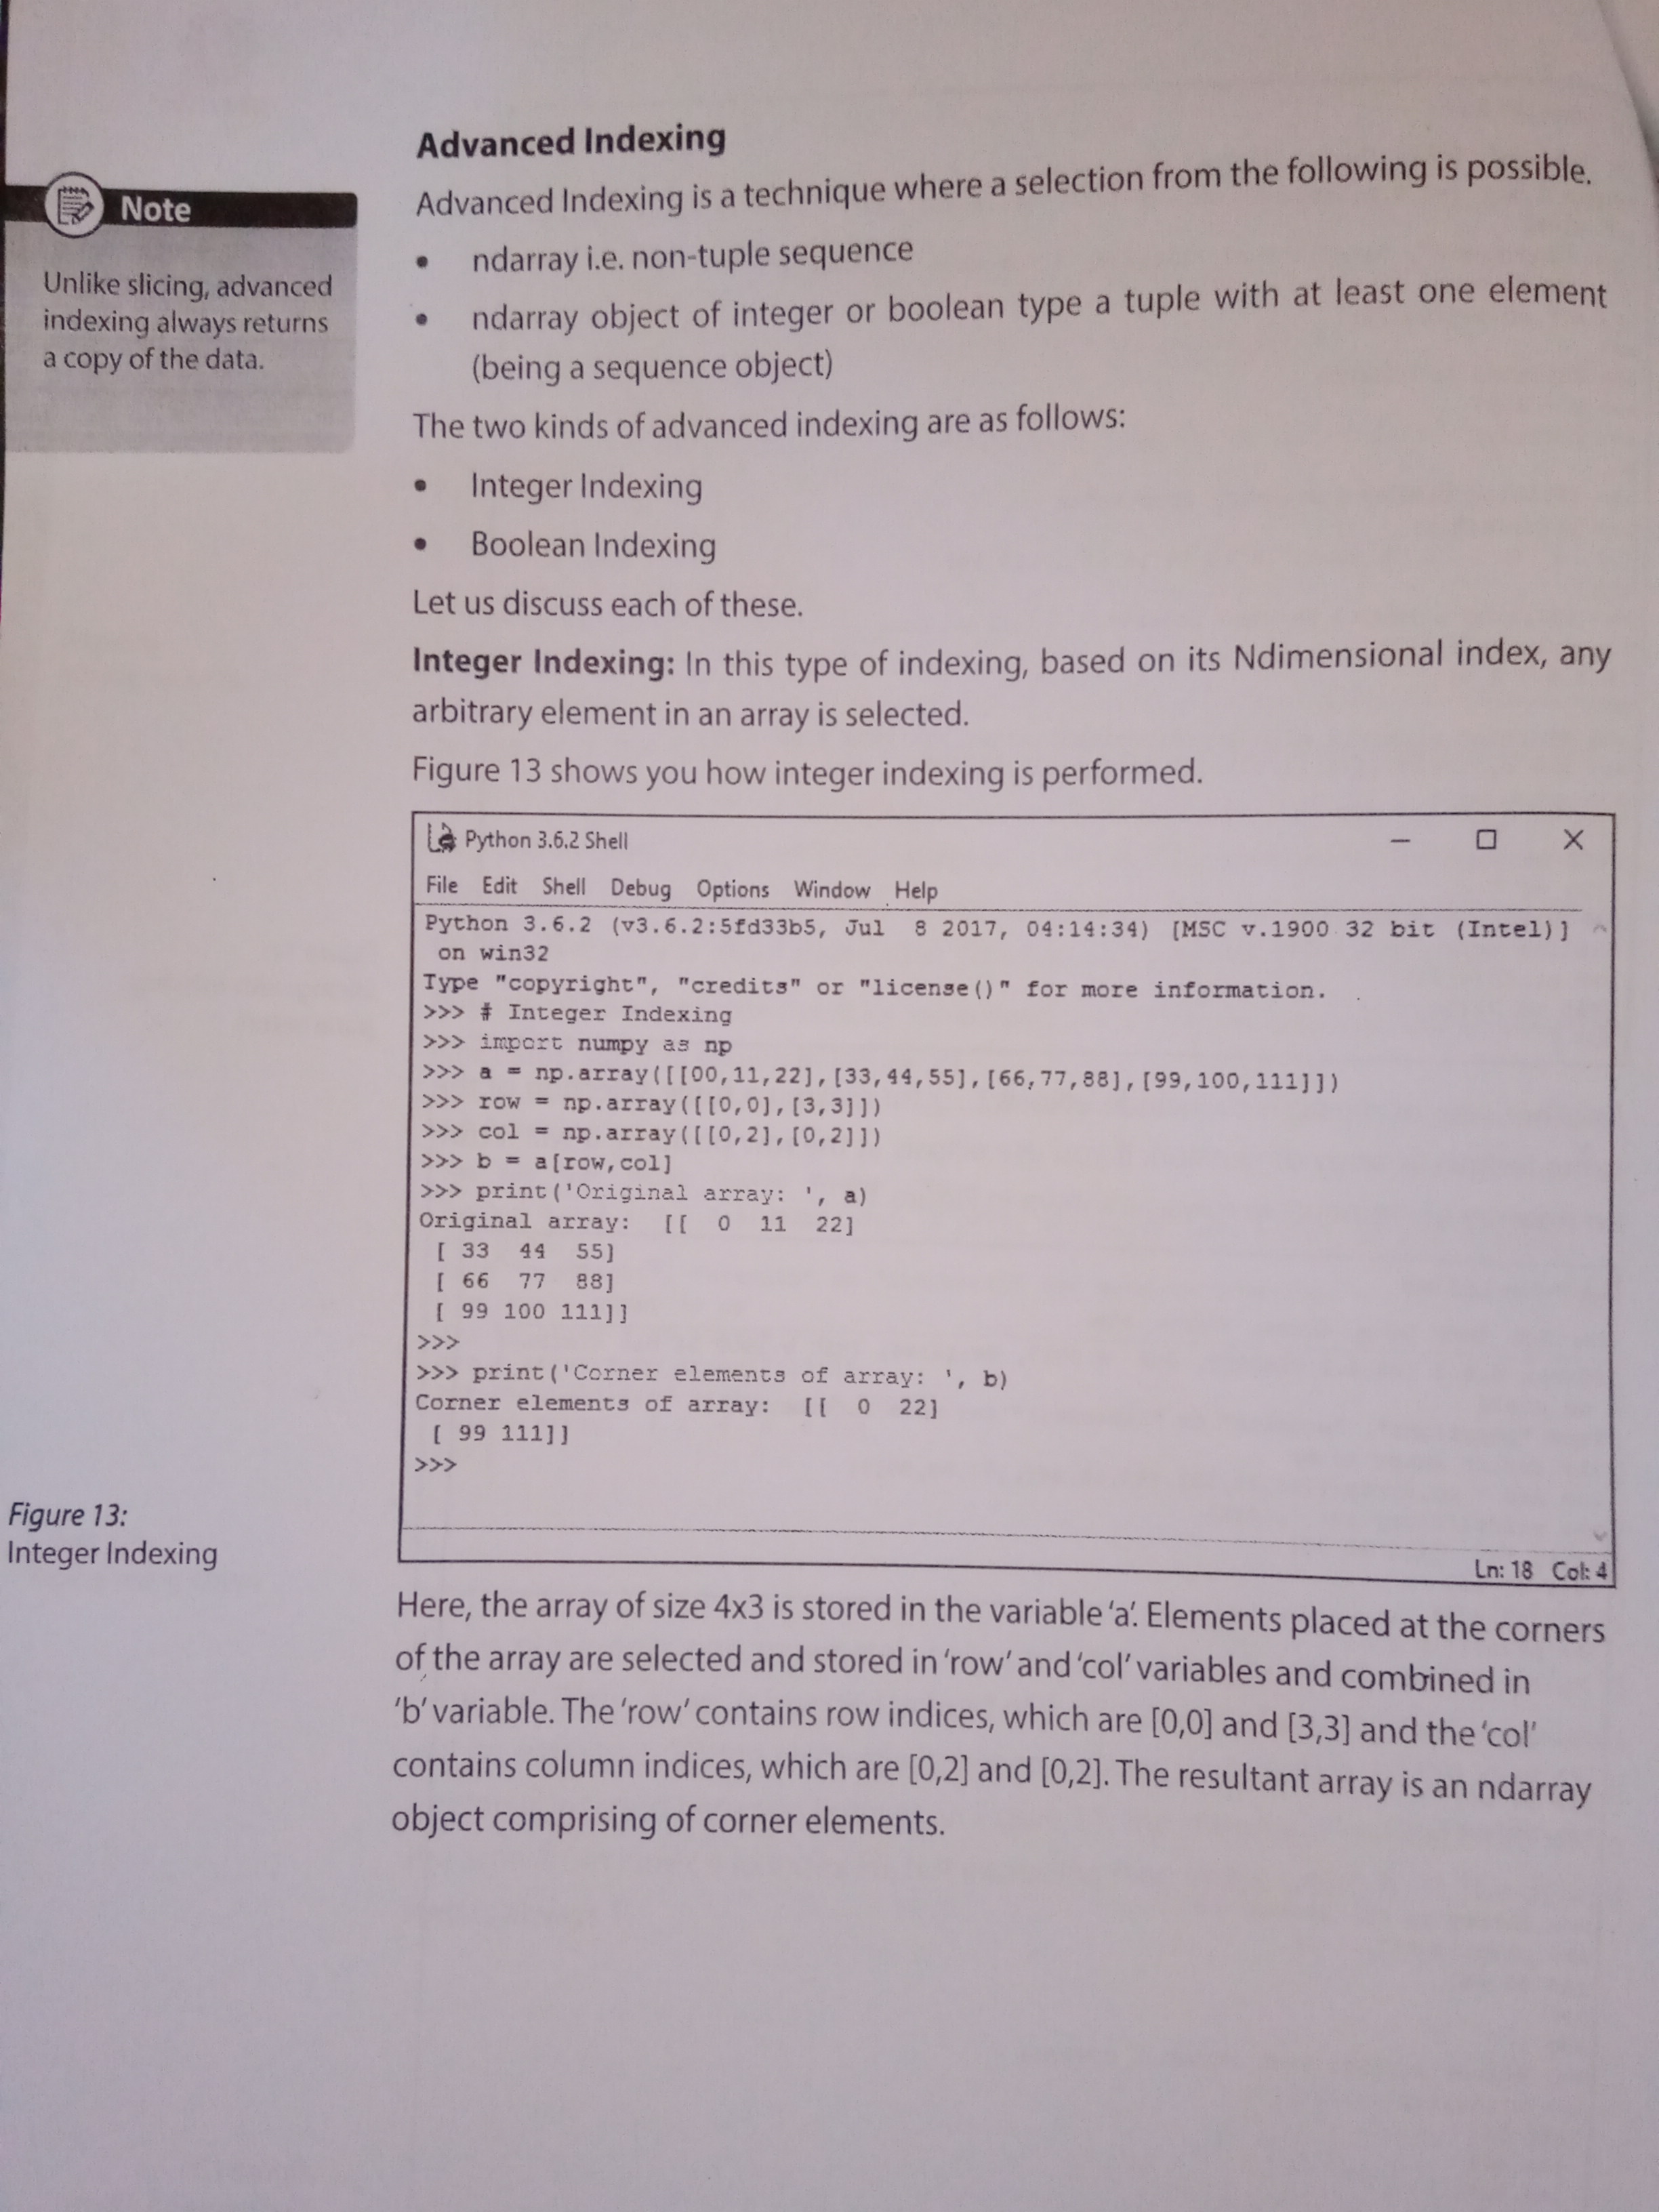 Advanced Indexing
Advanced Indexing is a technique where a selection from the following is possible.
• ndarray i.e. non-tuple sequence
• ndarray object of integer or boolean type a tuple with at least one element
(being a sequence object)
The two kinds of advanced indexing are as follows:
• Integer Indexing
• Boolean Indexing
Let us discuss each of these.
Integer Indexing: In this type of indexing, based on its Ndimensional index, any
arbitrary element in an array is selected.
Figure 13 shows you how integer indexing is performed.
Note
Unlike slicing, advanced
indexing always returns
a copy of the data.
Python 3.6.2 Shell
File Edit Shell Debug Options Window Help
Python 3.6.2 (v3.6.2:5fd33b5, Jul  8 2017, 04:14:34) [MSC v.1900 32 bit (Intel)]
on win32
Type "copyright", "credits" or "license()" for more information.
>>> # Integer Indexing
>>> import numpy as np
>>> a = np.array([[00,11,22],[33,44,55],[66,77,88],[99,100,111]])
>>> row = np.array([[0,0],[3,3]])
>>> col = np.array([[0,2],[0,2]])
>>> b = a[row,col]
>>> print('Original array: ', a)
Original array:  [[  0  11  22]
[ 33  44  55]
[ 66  77  88]
[ 99 100 111]]
>>>
>>> print('Corner elements of array: ', b)
Corner elements of array:  [[  0  22]
[ 99 111]]
>>>
Ln: 18 Col: 4
Figure 13:
Integer Indexing
Here, the array of size 4x3 is stored in the variable 'a'. Elements placed at the corners
of the array are selected and stored in 'row' and 'col' variables and combined in
'b' variable. The 'row' contains row indices, which are [0,0] and [3,3] and the 'col'
contains column indices, which are [0,2] and [0,2]. The resultant array is an ndarray
object comprising of corner elements.